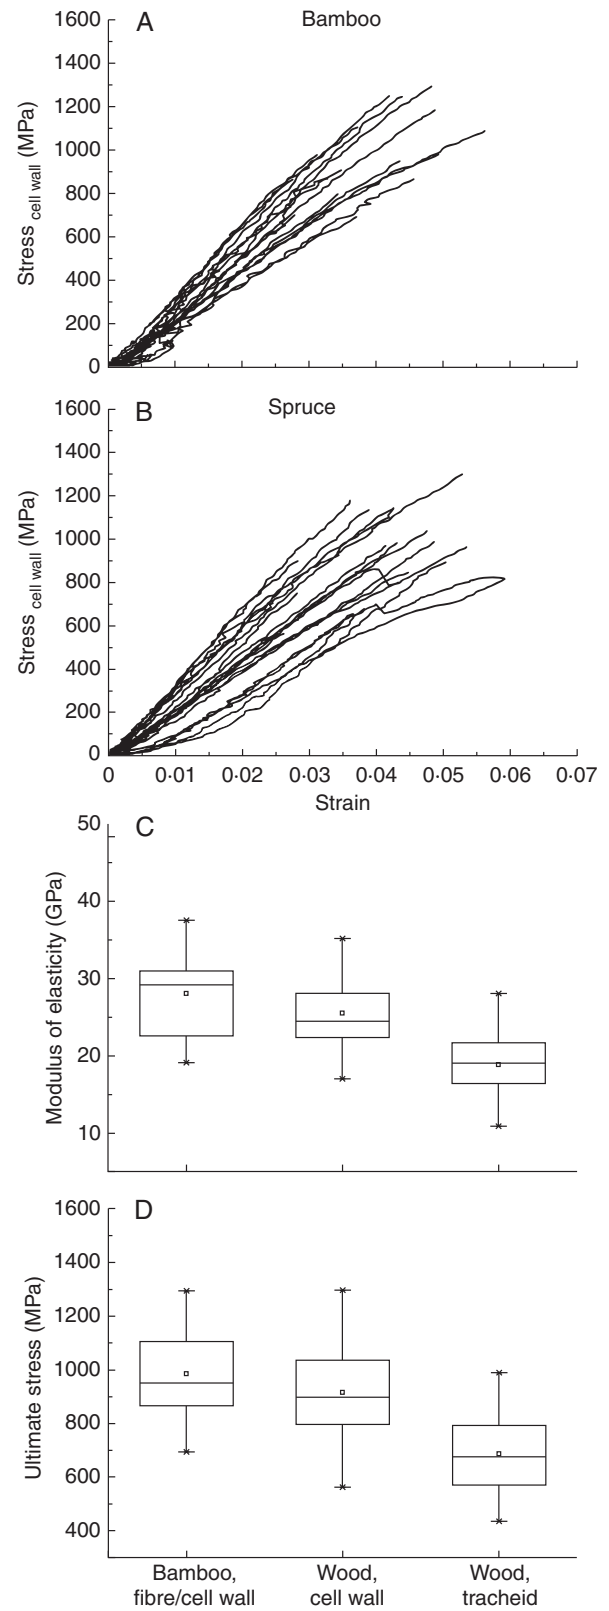 A
Bamboo
1600
1400
1200
1000
800
600
400
200
0
Stress cell wall (MPa)
B
Spruce
1600
1400
1200
1000
800
600
400
200
0
Stress cell wall (MPa)
0 0·01 0·02 0·03 0·04 0·05 0·06 0·07
Strain
C
50
40
30
20
10
Modulus of elasticity (GPa)
D
1600
1400
1200
1000
800
600
400
Ultimate stress (MPa)
Bamboo, Wood, Wood,
fibre/cell wall cell wall tracheid